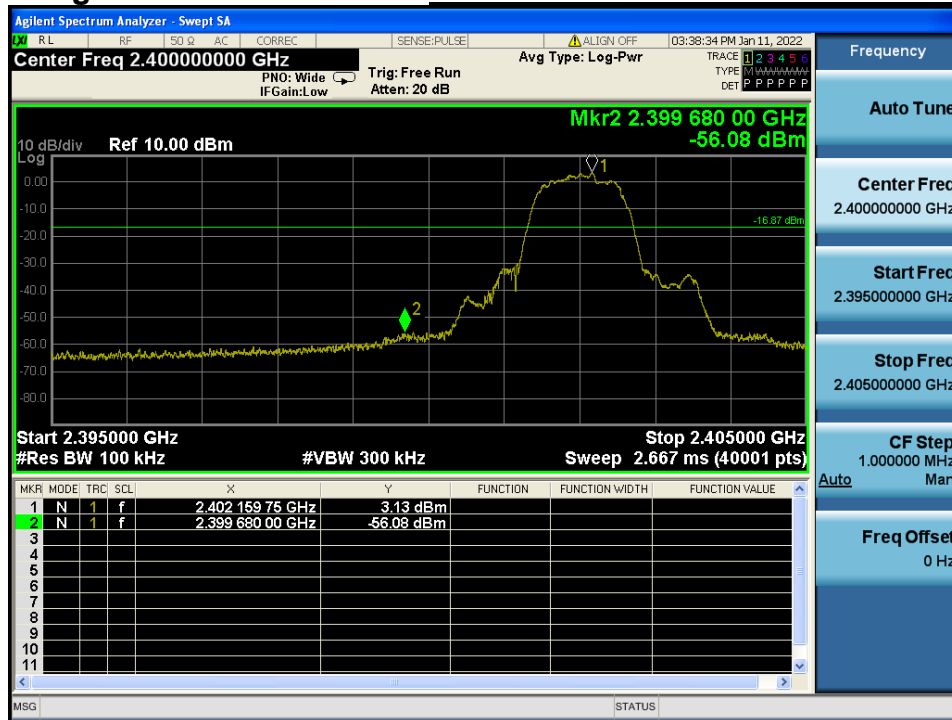 Agilent Spectrum Analyzer - Swept SA
LXI RL RF 50 Ω AC CORREC SENSE:PULSE ALIGN OFF 03:38:34 PM Jan 11, 2022
Center Freq 2.400000000 GHz
PNO: Wide
IFGain:Low
Trig: Free Run
Atten: 20 dB
Avg Type: Log-Pwr
TRACE 1 2 3 4 5 6
TYPE M WWWWW
DET P P P P P P
Mkr2 2.399 680 00 GHz
-56.08 dBm
10 dB/div Ref 10.00 dBm
Log
0.00
-10.0
-20.0
-30.0
-40.0
-50.0
-60.0
-70.0
-80.0
1
-16.87 dBm
2
Start 2.395000 GHz Stop 2.405000 GHz
#Res BW 100 kHz #VBW 300 kHz Sweep 2.667 ms (40001 pts)
MKR MODE TRC SCL X Y FUNCTION FUNCTION WIDTH FUNCTION VALUE
1 N 1 f 2.402 159 75 GHz 3.13 dBm
2 N 1 f 2.399 680 00 GHz -56.08 dBm
3
4
5
6
7
8
9
10
11
MSG STATUS
Frequency
Auto Tune
Center Freq
2.400000000 GHz
Start Freq
2.395000000 GHz
Stop Freq
2.405000000 GHz
CF Step
1.000000 MHz
Auto Man
Freq Offset
0 Hz